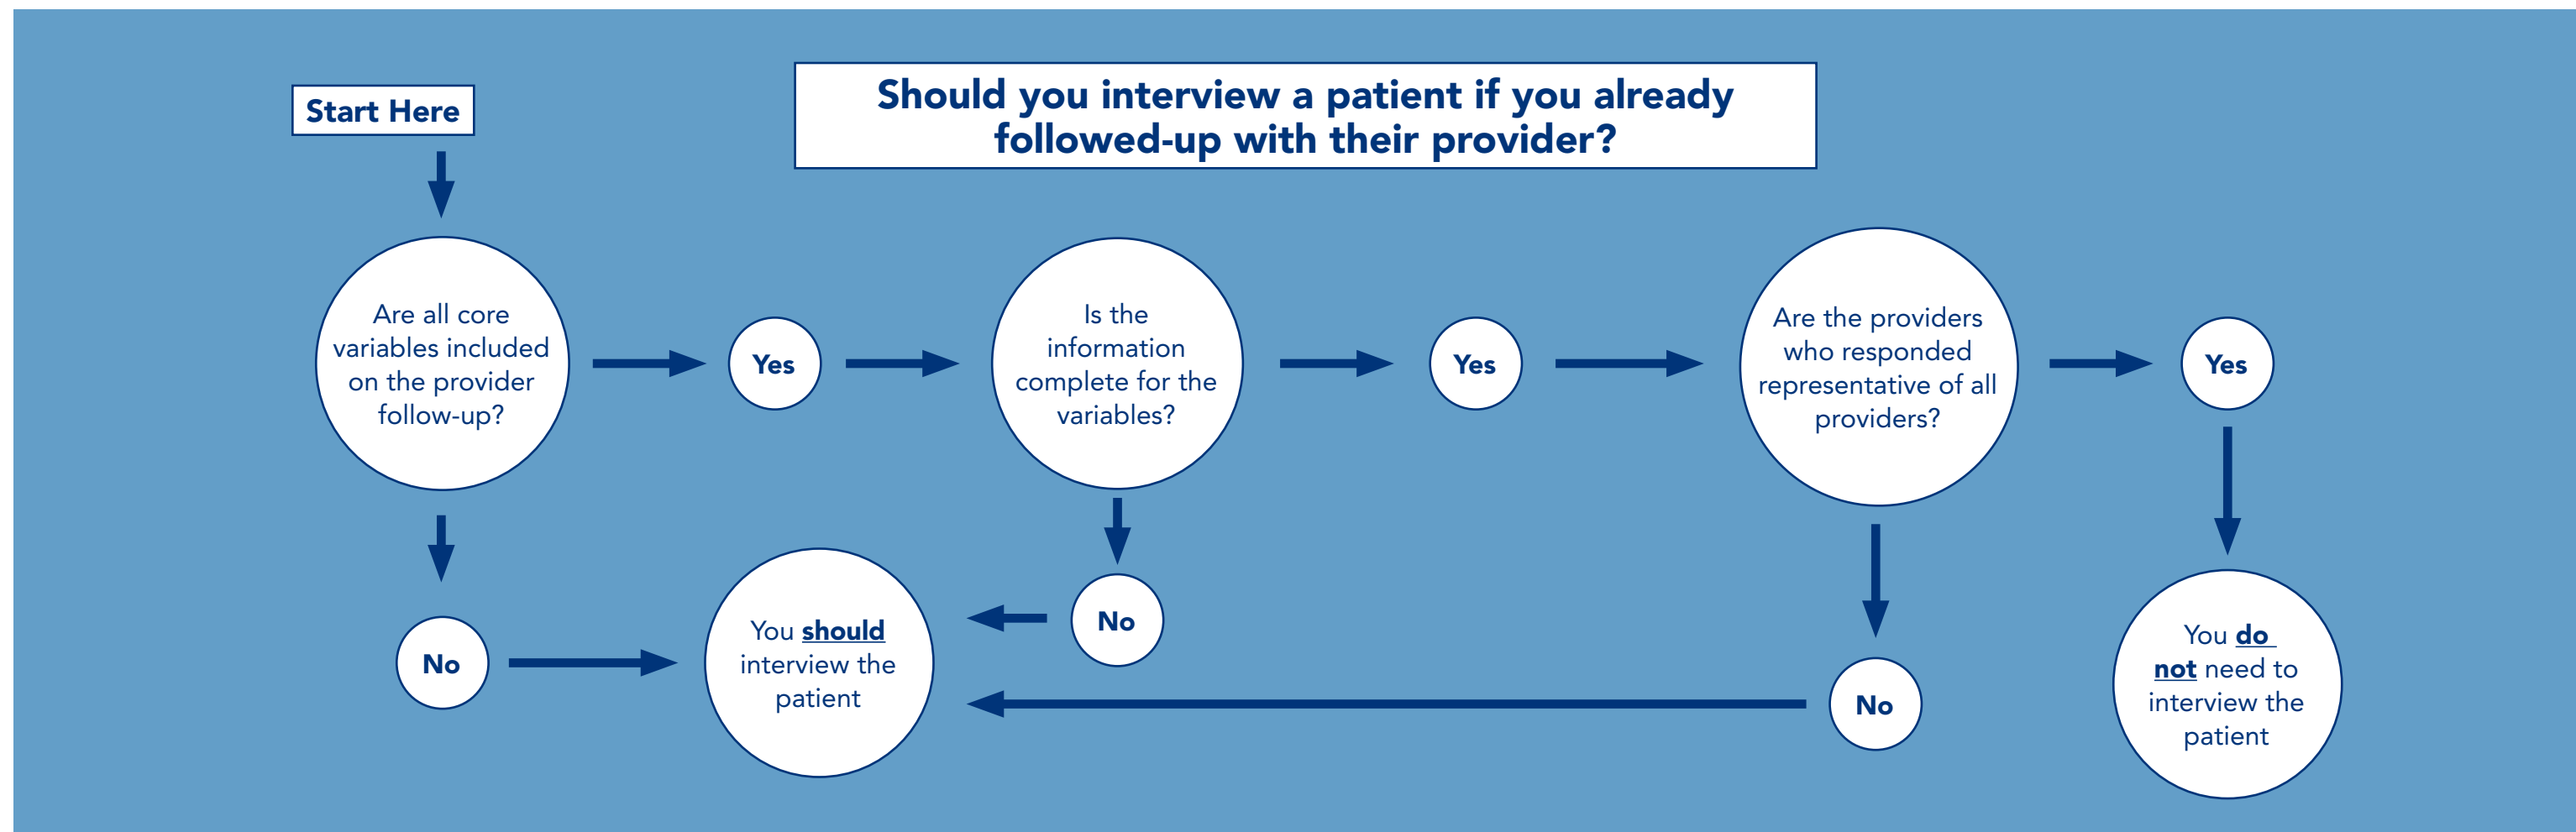 Start Here
Should you interview a patient if you already
followed-up with their provider?
Are all core
variables included
on the provider
follow-up?
Yes
Is the
information
complete for the
variables?
Yes
Are the providers
who responded
representative of all
providers?
Yes
No
You should
interview the
patient
No
No
You do
not need to
interview the
patient